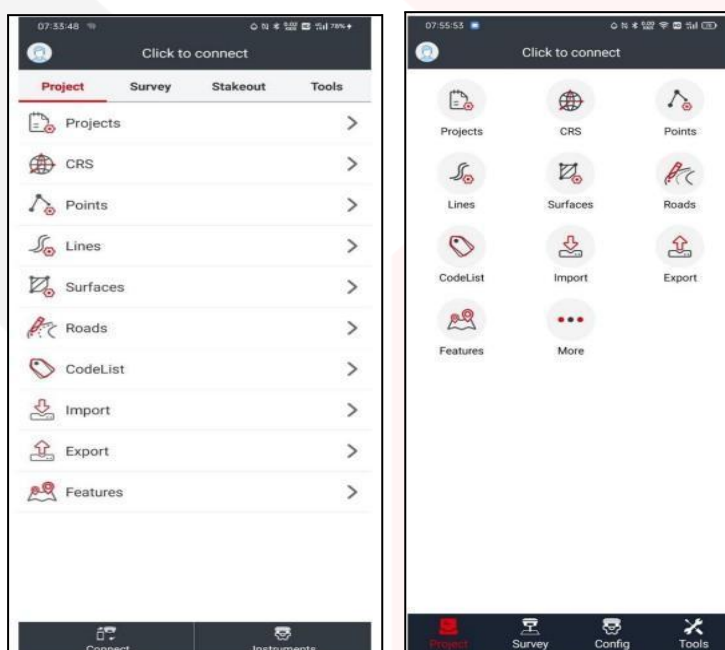 07:33:48
78%
Click to connect
Project Survey Stakeout Tools
Projects
CRS
Points
Lines
Surfaces
Roads
CodeList
Import
Export
Features
Connect Instruments
07:55:53
Click to connect
Projects CRS Points
Lines Surfaces Roads
CodeList Import Export
Features More
Project Survey Config Tools